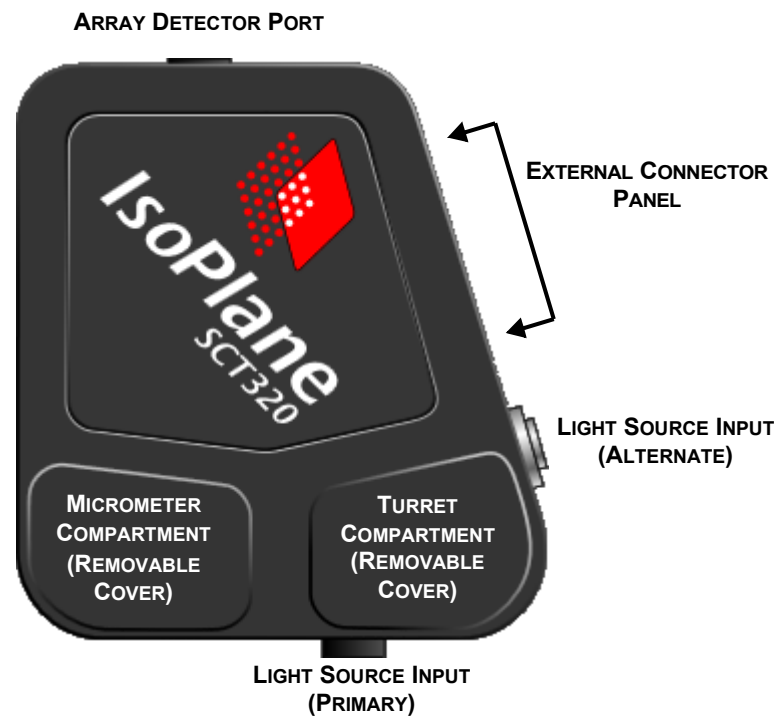 ARRAY DETECTOR PORT
EXTERNAL CONNECTOR
PANEL
IsoPlane
SCT320
LIGHT SOURCE INPUT
(ALTERNATE)
MICROMETER
COMPARTMENT
(REMOVABLE
COVER)
TURRET
COMPARTMENT
(REMOVABLE
COVER)
LIGHT SOURCE INPUT
(PRIMARY)